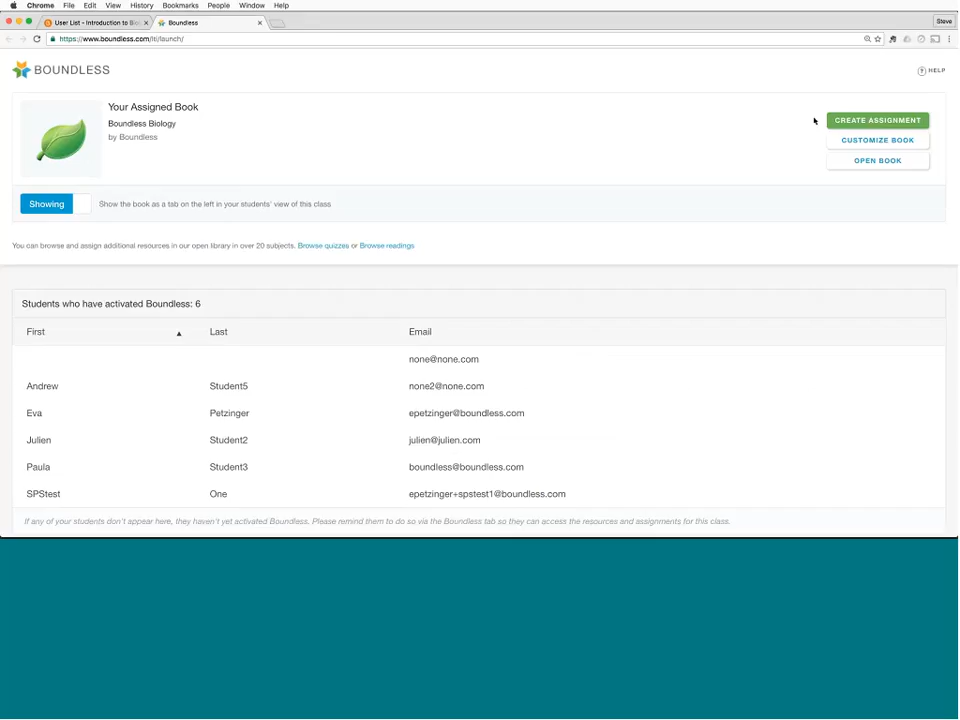 Chrome File Edit View History Bookmarks People Window Help
User List - Introduction to Bio
Boundless
Steve
https://www.boundless.com/lti/launch/
BOUNDLESS
? HELP
Your Assigned Book
Boundless Biology
by Boundless
CREATE ASSIGNMENT
CUSTOMIZE BOOK
OPEN BOOK
Showing
Show the book as a tab on the left in your students' view of this class
You can browse and assign additional resources in our open library in over 20 subjects. Browse quizzes or Browse readings
Students who have activated Boundless: 6
First Last Email
none@none.com
Andrew Student5 none2@none.com
Eva Petzinger epetzinger@boundless.com
Julien Student2 julien@julien.com
Paula Student3 boundless@boundless.com
SPStest One epetzinger+spstest1@boundless.com
If any of your students don't appear here, they haven't yet activated Boundless. Please remind them to do so via the Boundless tab so they can access the resources and assignments for this class.